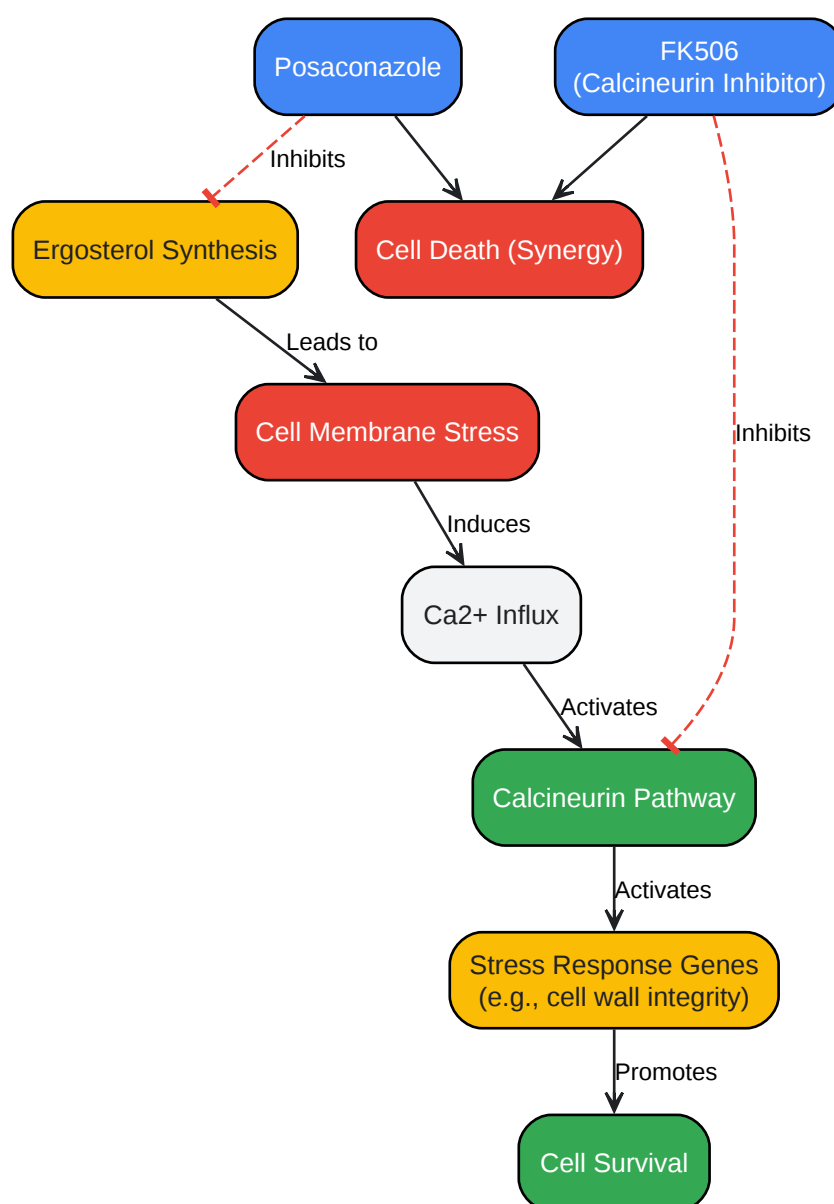 Posaconazole
FK506
(Calcineurin Inhibitor)
Inhibits
Ergosterol Synthesis
Cell Death (Synergy)
Leads to
Cell Membrane Stress
Inhibits
Induces
Ca2+ Influx
Activates
Calcineurin Pathway
Activates
Stress Response Genes
(e.g., cell wall integrity)
Promotes
Cell Survival